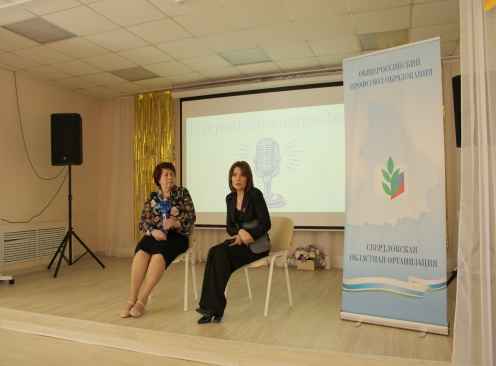 ОБЩЕРОССИЙСКИЙ
ПРОФСОЮЗ ОБРАЗОВАНИЯ
СВЕРДЛОВСКАЯ
ОБЛАСТНАЯ ОРГАНИЗАЦИЯ